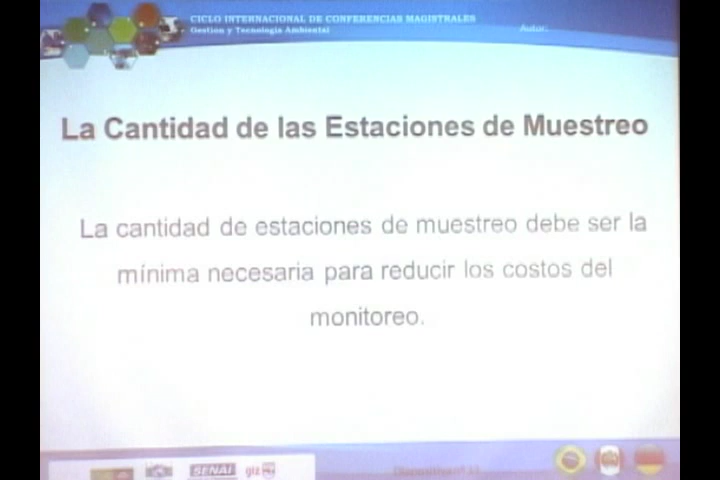 CICLO INTERNACIONAL DE CONFERENCIAS MAGISTRALES
Gestion y Tecnología Ambiental
Autor:
La Cantidad de las Estaciones de Muestreo
La cantidad de estaciones de muestreo debe ser la
mínima necesaria para reducir los costos del
monitoreo.
SENAI
giz